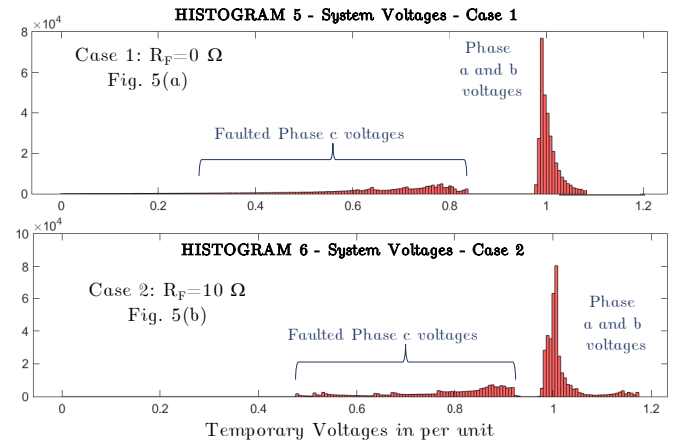 HISTOGRAM 5 - System Voltages - Case 1
×10⁴
8
6
4
2
0
Case 1: R_F=0 Ω
Fig. 5(a)
Phase
a and b
voltages
Faulted Phase c voltages
0 0.2 0.4 0.6 0.8 1 1.2
×10⁴
10
8
6
4
2
0
HISTOGRAM 6 - System Voltages - Case 2
Case 2: R_F=10 Ω
Fig. 5(b)
Phase
a and b
voltages
Faulted Phase c voltages
0 0.2 0.4 0.6 0.8 1 1.2
Temporary Voltages in per unit